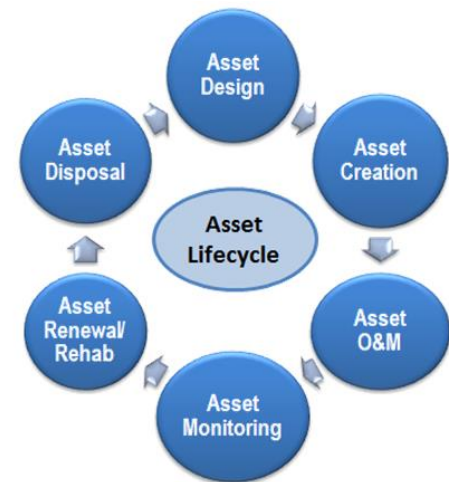 Asset
Design
Asset
Creation
Asset
O&M
Asset
Monitoring
Asset
Renewal/
Rehab
Asset
Disposal
Asset
Lifecycle